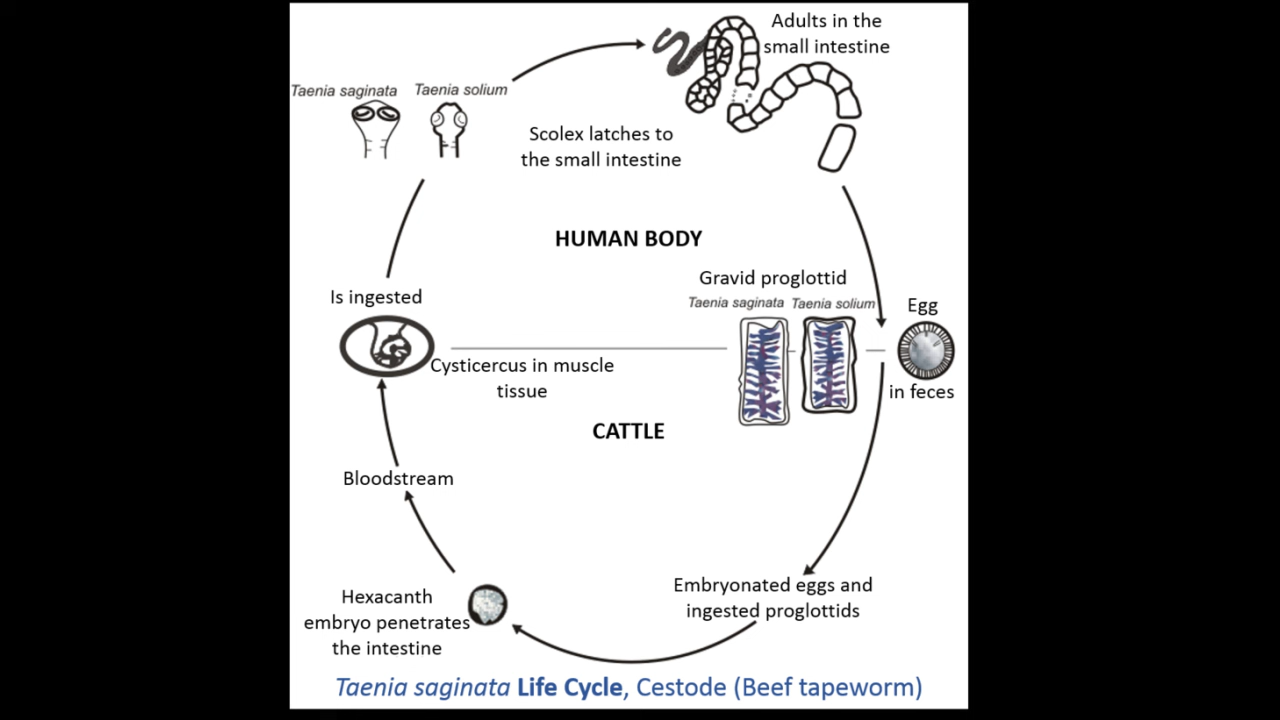 Adults in the
small intestine
Taenia saginata
Taenia solium
Scolex latches to
the small intestine
HUMAN BODY
Gravid proglottid
Taenia saginata
Taenia solium
Egg
in feces
Is ingested
Cysticercus in muscle
tissue
CATTLE
Bloodstream
Embryonated eggs and
ingested proglottids
Hexacanth
embryo penetrates
the intestine
Taenia saginata Life Cycle, Cestode (Beef tapeworm)